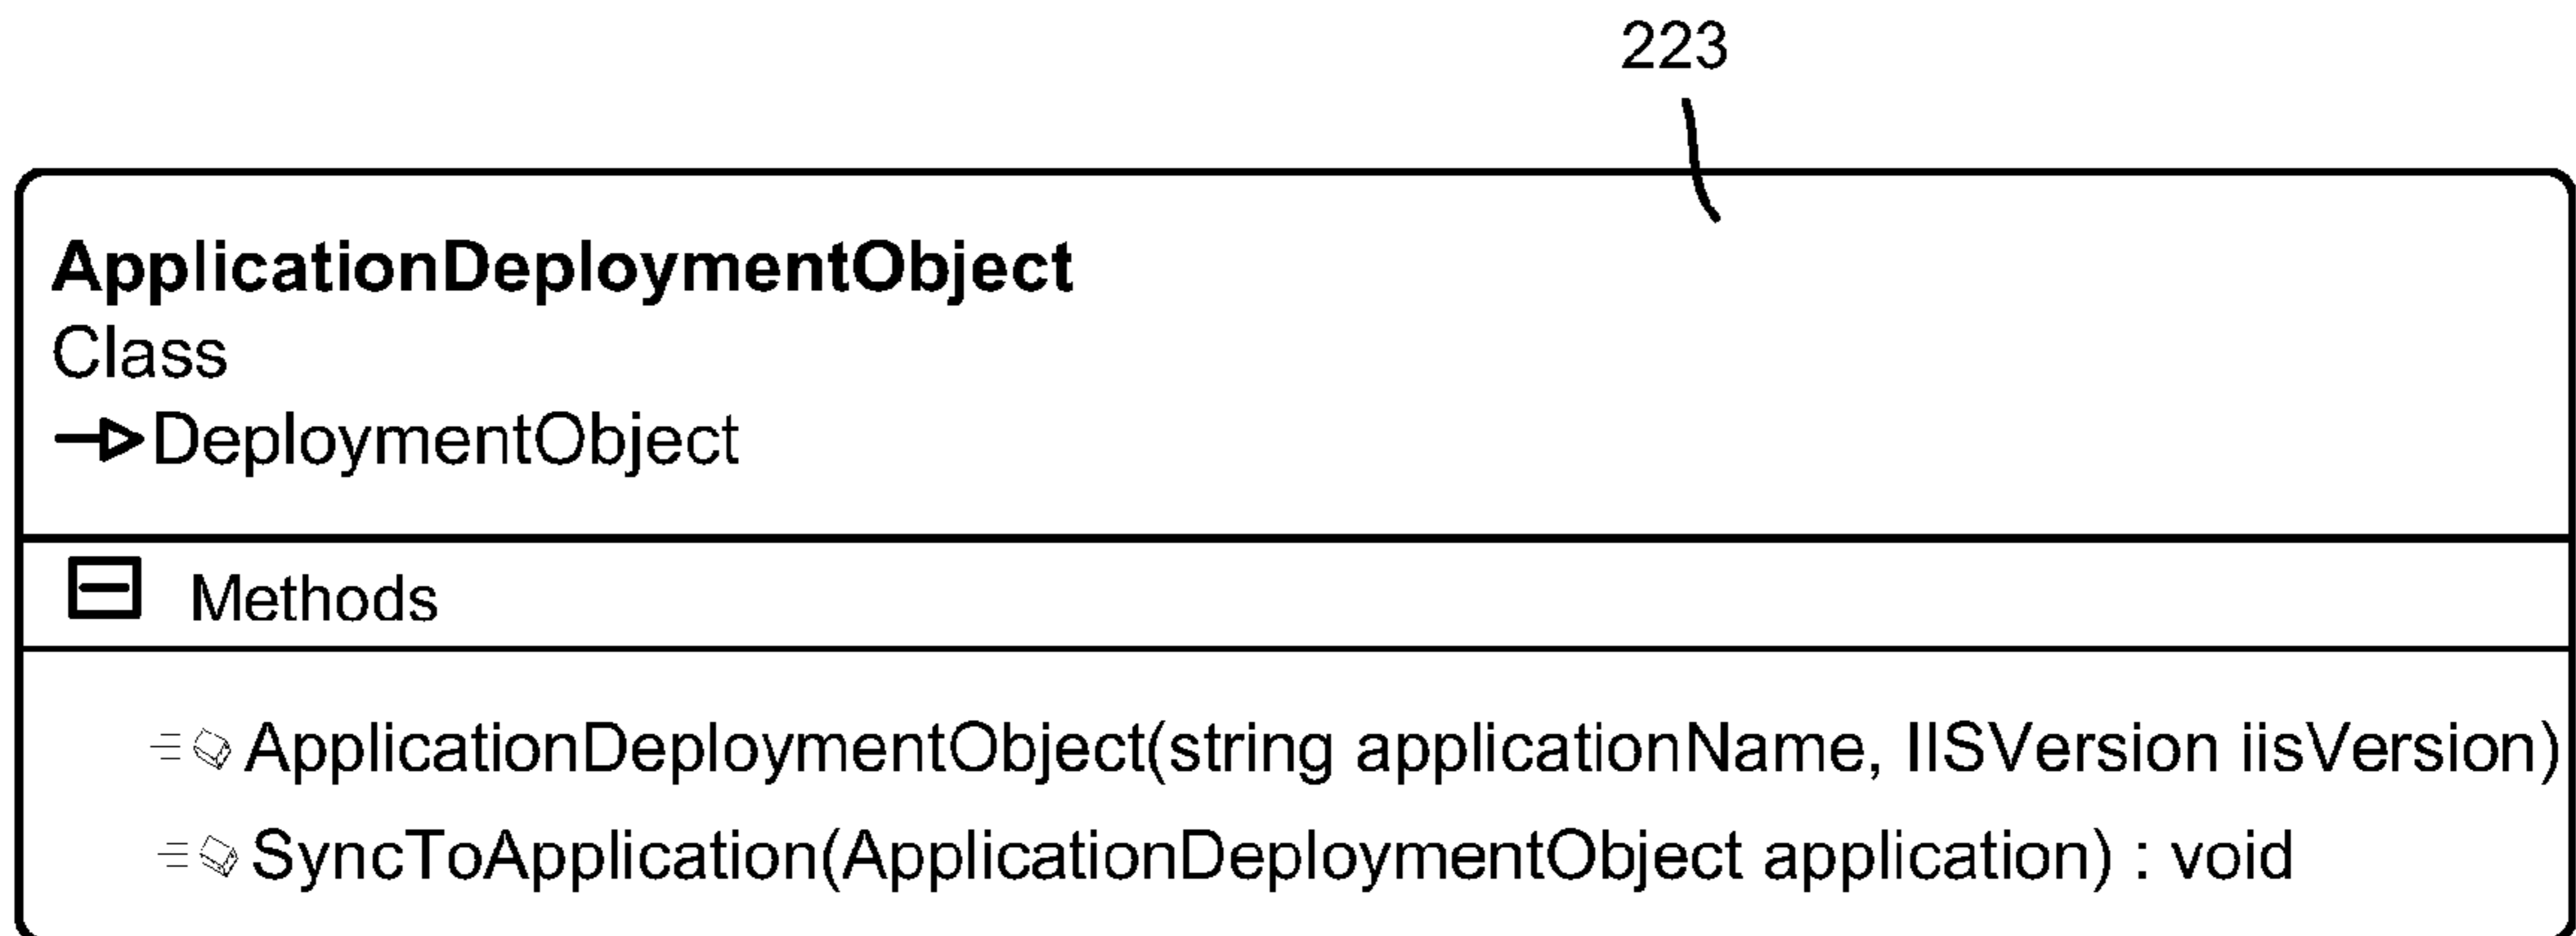 223
ApplicationDeploymentObject
Class
DeploymentObject
Methods
ApplicationDeploymentObject(string applicationName, IISVersion iisVersion)
SyncToApplication(ApplicationDeploymentObject application) : void